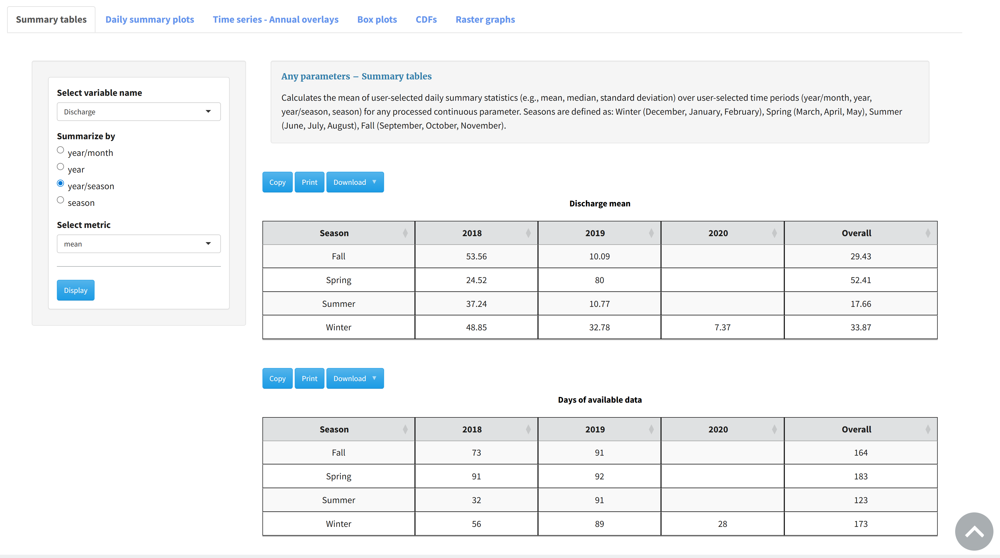 Summary tables Daily summary plots Time series - Annual overlays Box plots CDFs Raster graphs
Select variable name
Discharge
Summarize by
year/month
year
year/season
season
Select metric
mean
Display
Any parameters – Summary tables
Calculates the mean of user-selected daily summary statistics (e.g., mean, median, standard deviation) over user-selected time periods (year/month, year,
year/season, season) for any processed continuous parameter. Seasons are defined as: Winter (December, January, February), Spring (March, April, May), Summer
(June, July, August), Fall (September, October, November).
Copy Print Download
Discharge mean
Season 2018 2019 2020 Overall
Fall 53.56 10.09 29.43
Spring 24.52 80 52.41
Summer 37.24 10.77 17.66
Winter 48.85 32.78 7.37 33.87
Copy Print Download
Days of available data
Season 2018 2019 2020 Overall
Fall 73 91 164
Spring 91 92 183
Summer 32 91 123
Winter 56 89 28 173